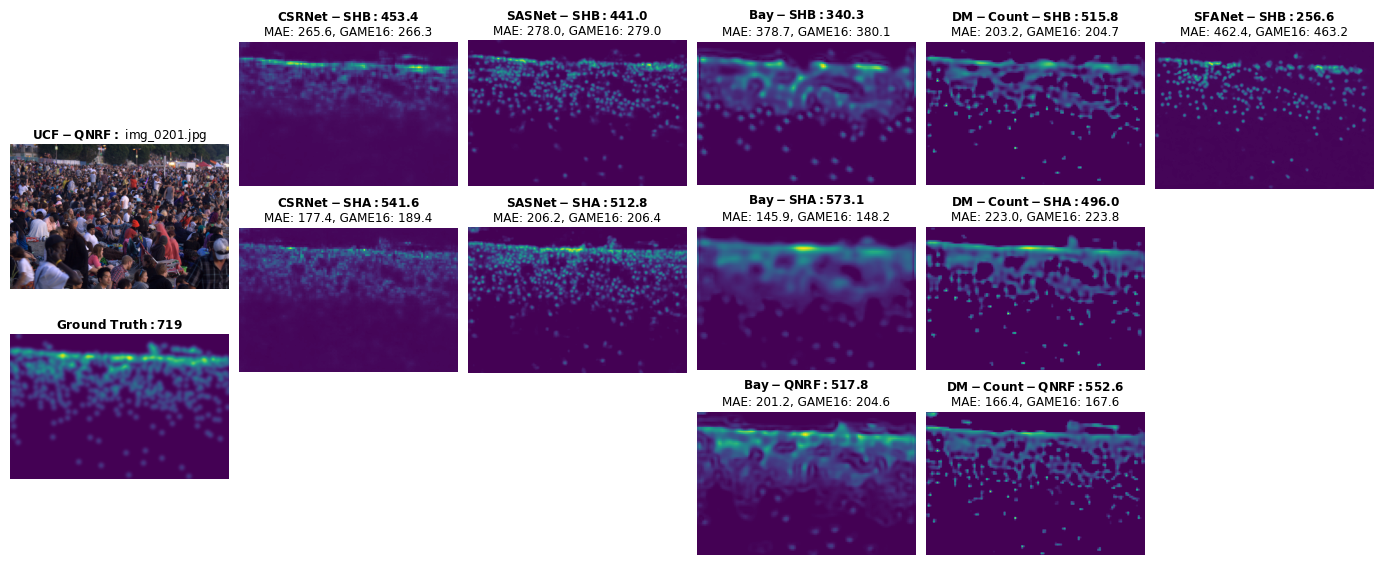 UCF-QNRF: img_0201.jpg
Ground Truth: 719
CSRNet-SHB: 453.4
MAE: 265.6, GAME16: 266.3
SASNet-SHB: 441.0
MAE: 278.0, GAME16: 279.0
Bay-SHB: 340.3
MAE: 378.7, GAME16: 380.1
DM-Count-SHB: 515.8
MAE: 203.2, GAME16: 204.7
SFANet-SHB: 256.6
MAE: 462.4, GAME16: 463.2
CSRNet-SHA: 541.6
MAE: 177.4, GAME16: 189.4
SASNet-SHA: 512.8
MAE: 206.2, GAME16: 206.4
Bay-SHA: 573.1
MAE: 145.9, GAME16: 148.2
DM-Count-SHA: 496.0
MAE: 223.0, GAME16: 223.8
Bay-QNRF: 517.8
MAE: 201.2, GAME16: 204.6
DM-Count-QNRF: 552.6
MAE: 166.4, GAME16: 167.6